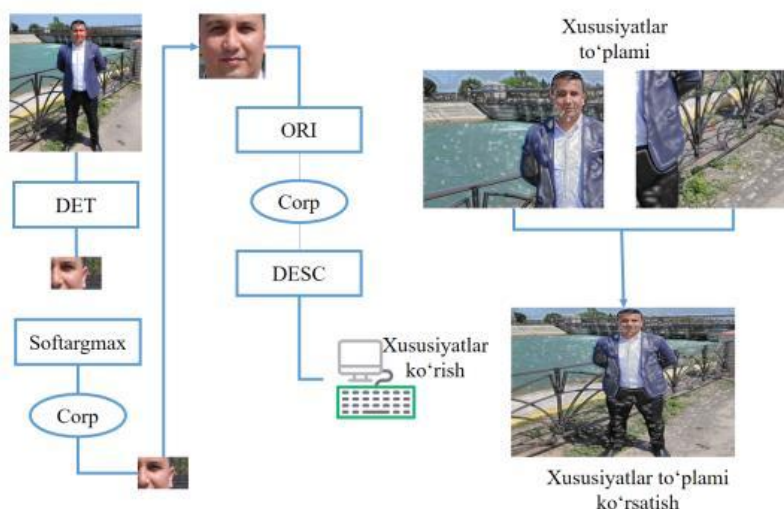 DET
Softargmax
Corp
ORI
Corp
DESC
Xususiyatlar
ko‘rish
Xususiyatlar
to‘plami
Xususiyatlar to‘plami
ko‘rsatish